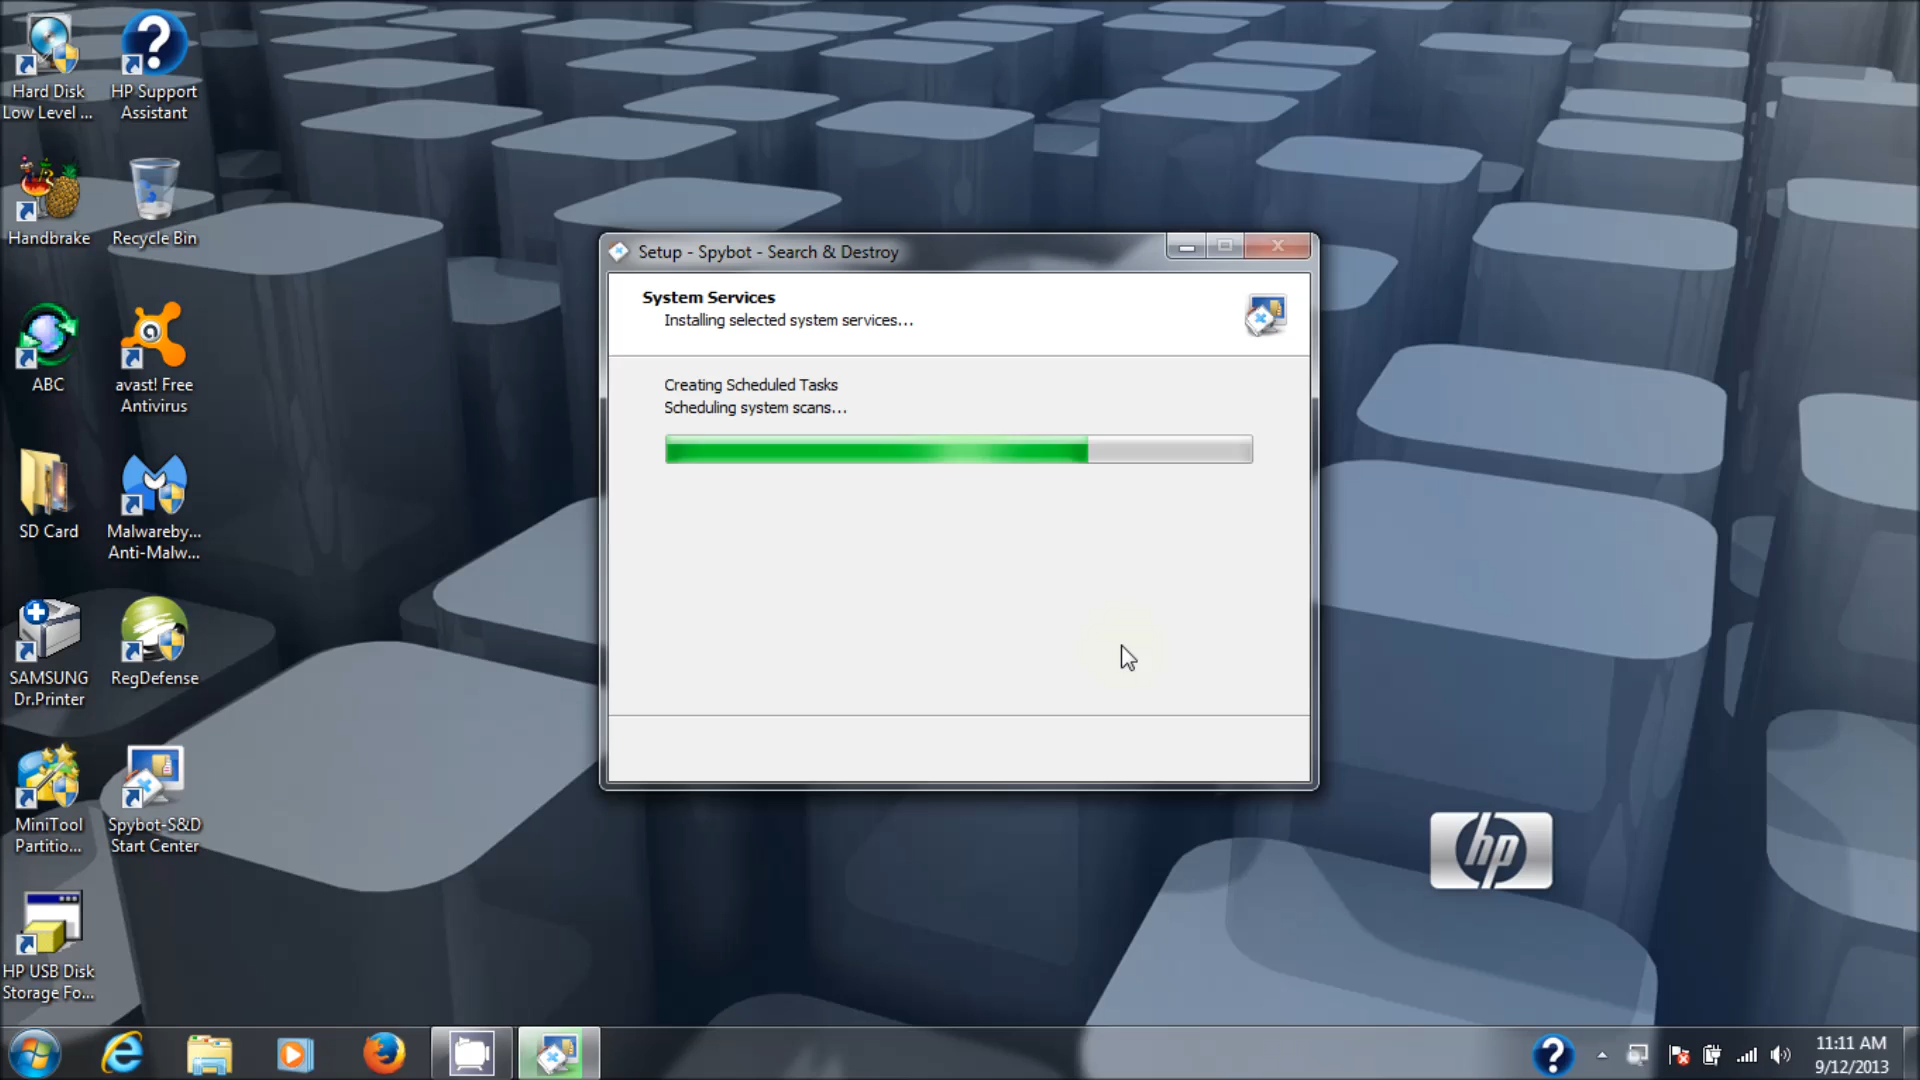 Hard Disk
Low Level ...
HP Support
Assistant
Handbrake
Recycle Bin
ABC
avast! Free
Antivirus
SD Card
Malwareby...
Anti-Malw...
SAMSUNG
Dr.Printer
RegDefense
MiniTool
Partitio...
Spybot-S&D
Start Center
HP USB Disk
Storage Fo...
Setup - Spybot - Search & Destroy
System Services
Installing selected system services...
Creating Scheduled Tasks
Scheduling system scans...
hp
11:11 AM
9/12/2013